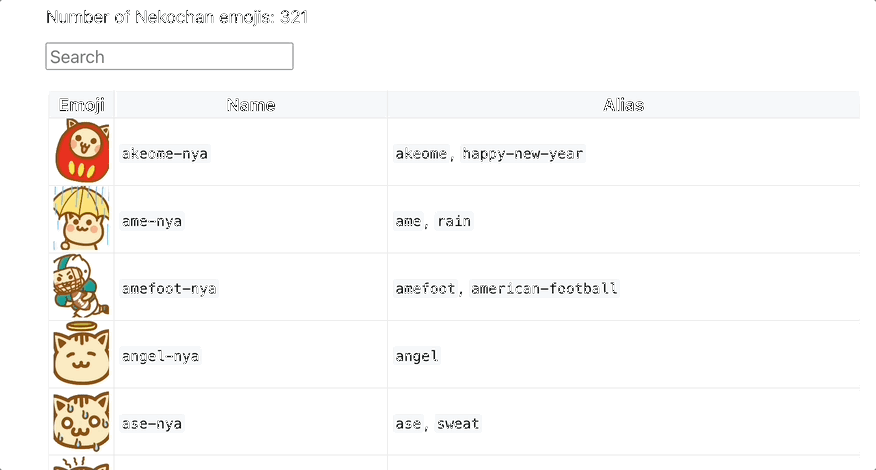 Number of Nekochan emojis: 321
Search
Emoji Name Alias
akeome-nya akeome, happy-new-year
ame-nya ame, rain
amefoot-nya amefoot, american-football
angel-nya angel
ase-nya ase, sweat